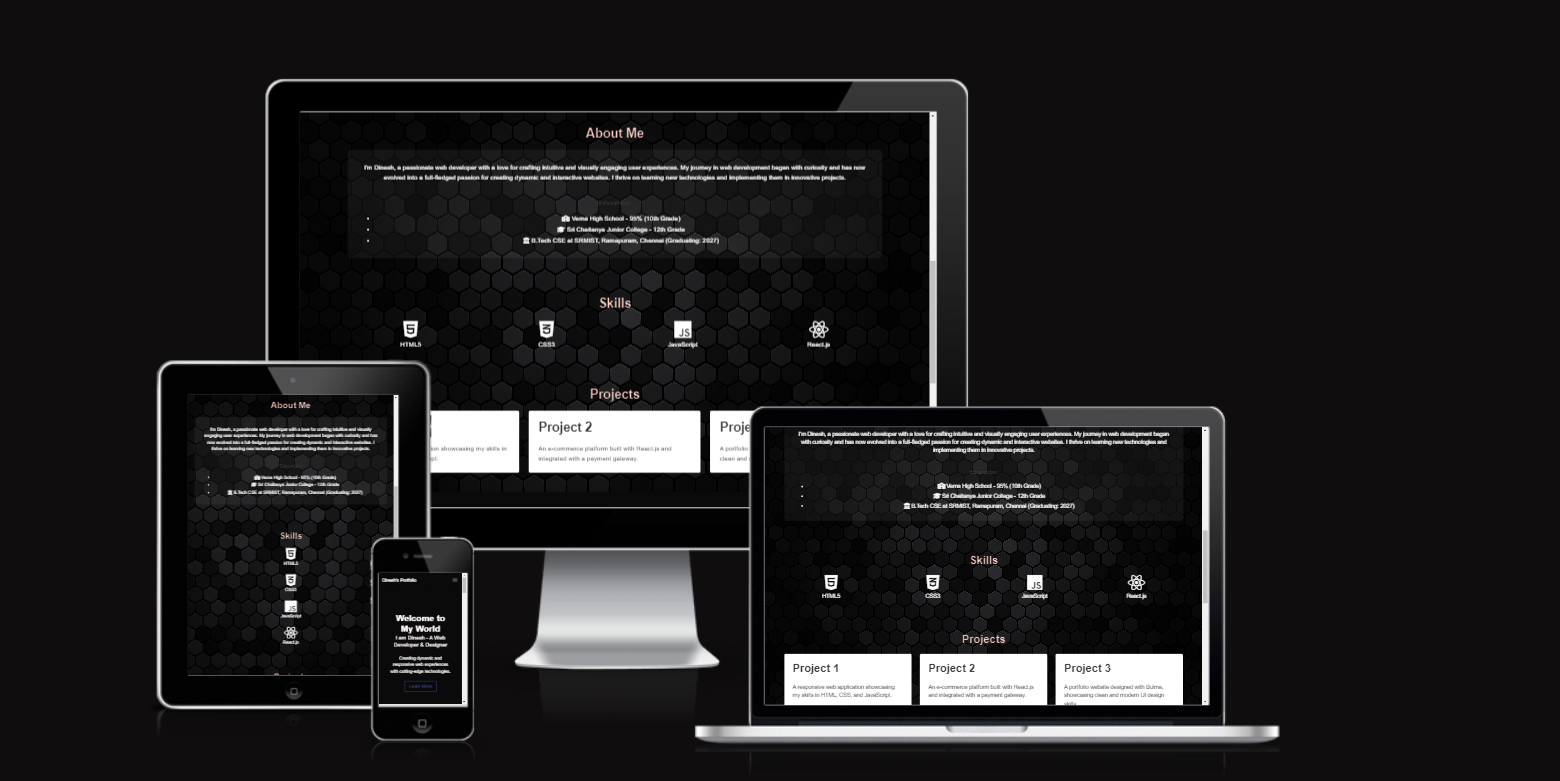 About Me
I'm Dinesh, a passionate web developer with a love for crafting intuitive and visually engaging user experiences. My journey in web development began with curiosity and has now
evolved into a full-fledged passion for creating dynamic and interactive websites. I thrive on learning new technologies and implementing them in innovative projects.
Verne High School - 95% (10th Grade)
Sri Chaitanya Junior College - 12th Grade
B.Tech CSE at SRMIST, Ramapuram, Chennai (Graduating: 2027)
Skills
HTML5
CSS3
JavaScript
React.js
Projects
showcasing my skills in
Project 2
An e-commerce platform built with React.js and
integrated with a payment gateway.
Proje
A portfolio
clean and
About Me
I'm Dinesh, a passionate web developer with a love for crafting intuitive and visually
engaging user experiences. My journey in web development began with curiosity and has
now evolved into a full-fledged passion for creating dynamic and interactive websites. I
thrive on learning new technologies and implementing them in innovative projects.
Verne High School - 95% (10th Grade)
Sri Chaitanya Junior College - 12th Grade
B.Tech CSE at SRMIST, Ramapuram, Chennai (Graduating: 2027)
Skills
HTML5
CSS3
JavaScript
React.js
Dinesh's Portfolio
Welcome to
My World
I am Dinesh - A Web
Developer & Designer
Creating dynamic and
responsive web experiences
with cutting-edge technologies.
Learn More
I'm Dinesh, a passionate web developer with a love for crafting intuitive and visually engaging user experiences. My journey in web development began
with curiosity and has now evolved into a full-fledged passion for creating dynamic and interactive websites. I thrive on learning new technologies and
implementing them in innovative projects.
Verne High School - 95% (10th Grade)
Sri Chaitanya Junior College - 12th Grade
B.Tech CSE at SRMIST, Ramapuram, Chennai (Graduating: 2027)
Skills
HTML5
CSS3
JavaScript
React.js
Projects
Project 1
A responsive web application showcasing
my skills in HTML, CSS, and JavaScript.
Project 2
An e-commerce platform built with React.js
and integrated with a payment gateway.
Project 3
A portfolio website designed with Bulma,
showcasing clean and modern UI design
skills.